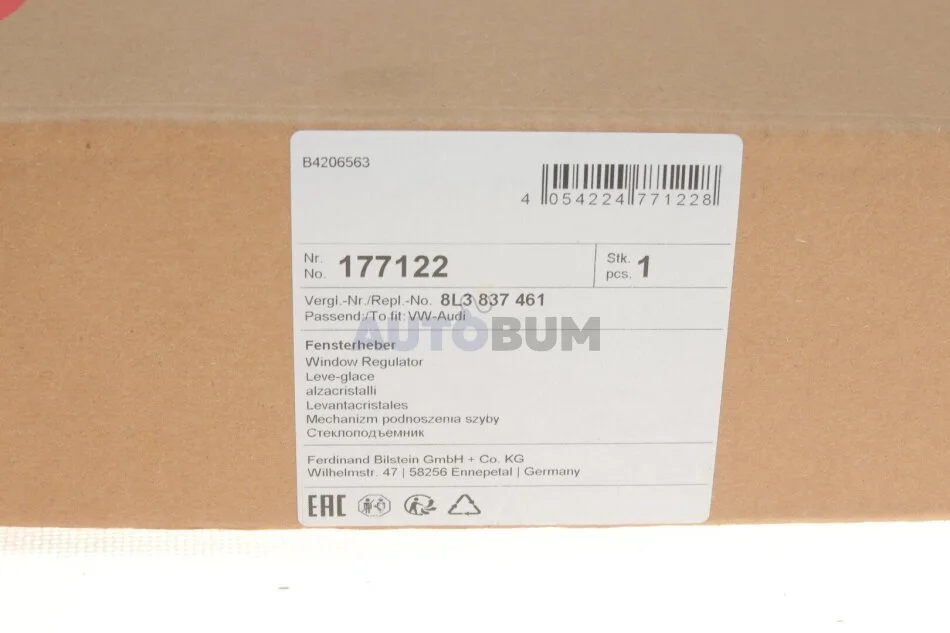 B4206563
4 054224 771228
Nr.
No. 177122
Stk.
pcs. 1
Vergl.-Nr./Repl.-No. 8L3 837 461
Passend:/To fit: VW-Audi
AUTOBUM
Fensterheber
Window Regulator
Leve-glace
alzacristalli
Levantacristales
Mechanizm podnoszenia szyby
Стеклоподъемник
Ferdinand Bilstein GmbH + Co. KG
Wilhelmstr. 47 | 58256 Ennepetal | Germany
EAC